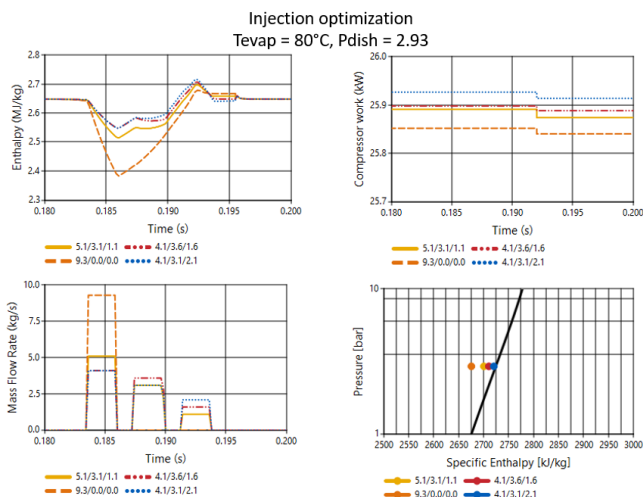 Injection optimization
Tevap = 80°C, Pdish = 2.93
2.8
2.7
2.6
2.5
2.4
2.3
Enthalpy (MJ/kg)
0.180 0.185 0.190 0.195 0.200
Time (s)
5.1/3.1/1.1 4.1/3.6/1.6
9.3/0.0/0.0 4.1/3.1/2.1
26.0
25.9
25.8
25.7
Compressor work (kW)
0.180 0.185 0.190 0.195 0.200
Time (s)
5.1/3.1/1.1 4.1/3.6/1.6
9.3/0.0/0.0 4.1/3.1/2.1
10.0
7.5
5.0
2.5
0.0
Mass Flow Rate (kg/s)
0.180 0.185 0.190 0.195 0.200
Time (s)
5.1/3.1/1.1 4.1/3.6/1.6
9.3/0.0/0.0 4.1/3.1/2.1
10
1
Pressure [bar]
2500 2550 2600 2650 2700 2750 2800 2850 2900 2950 3000
Specific Enthalpy [kJ/kg]
5.1/3.1/1.1 4.1/3.6/1.6
9.3/0.0/0.0 4.1/3.1/2.1